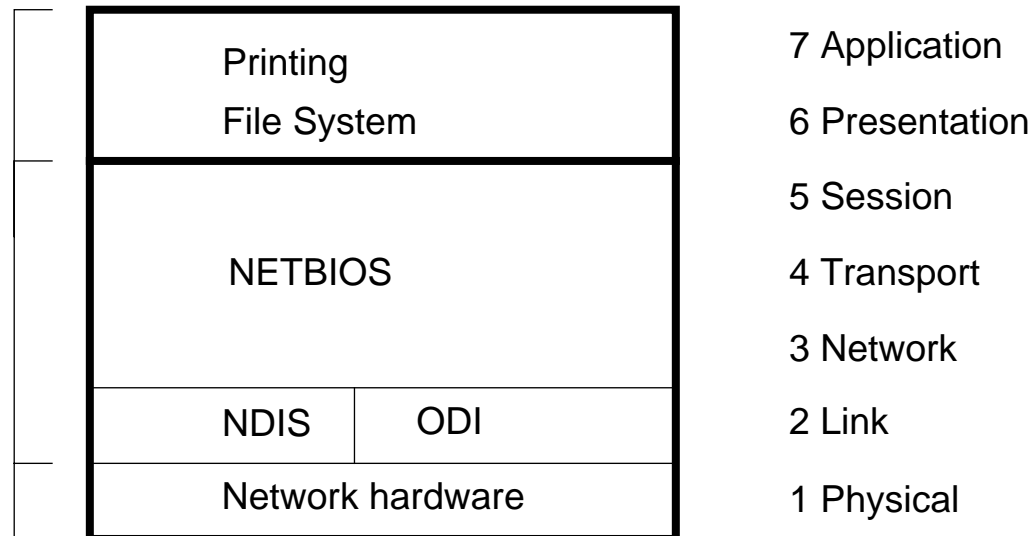 Printing
File System
NETBIOS
NDIS
ODI
Network hardware
7 Application
6 Presentation
5 Session
4 Transport
3 Network
2 Link
1 Physical